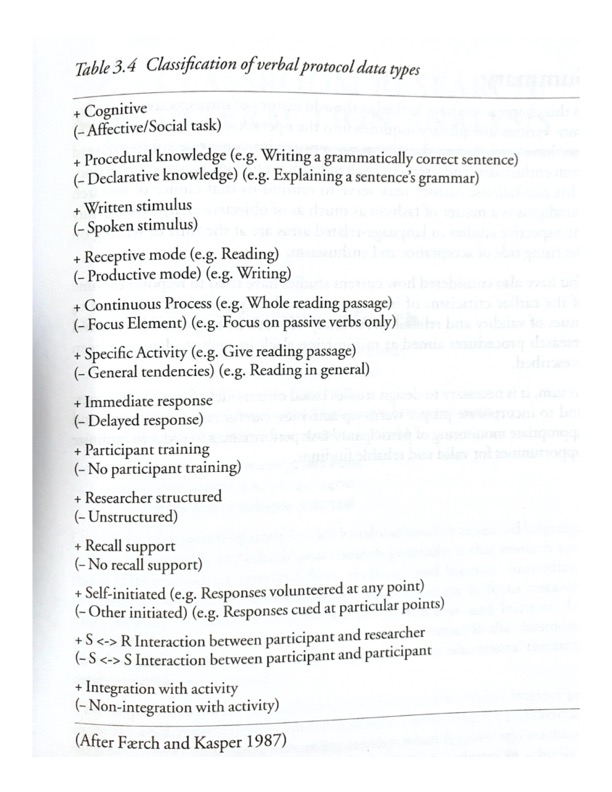 Table 3.4 Classification of verbal protocol data types
+ Cognitive
(– Affective/Social task)
+ Procedural knowledge (e.g. Writing a grammatically correct sentence)
(– Declarative knowledge) (e.g. Explaining a sentence's grammar)
+ Written stimulus
(– Spoken stimulus)
+ Receptive mode (e.g. Reading)
(– Productive mode) (e.g. Writing)
+ Continuous Process (e.g. Whole reading passage)
(– Focus Element) (e.g. Focus on passive verbs only)
+ Specific Activity (e.g. Give reading passage)
(– General tendencies) (e.g. Reading in general)
+ Immediate response
(– Delayed response)
+ Participant training
(– No participant training)
+ Researcher structured
(– Unstructured)
+ Recall support
(– No recall support)
+ Self-initiated (e.g. Responses volunteered at any point)
(– Other initiated) (e.g. Responses cued at particular points)
+ S <-> R Interaction between participant and researcher
(– S <-> S Interaction between participant and participant
+ Integration with activity
(– Non-integration with activity)
(After Færch and Kasper 1987)